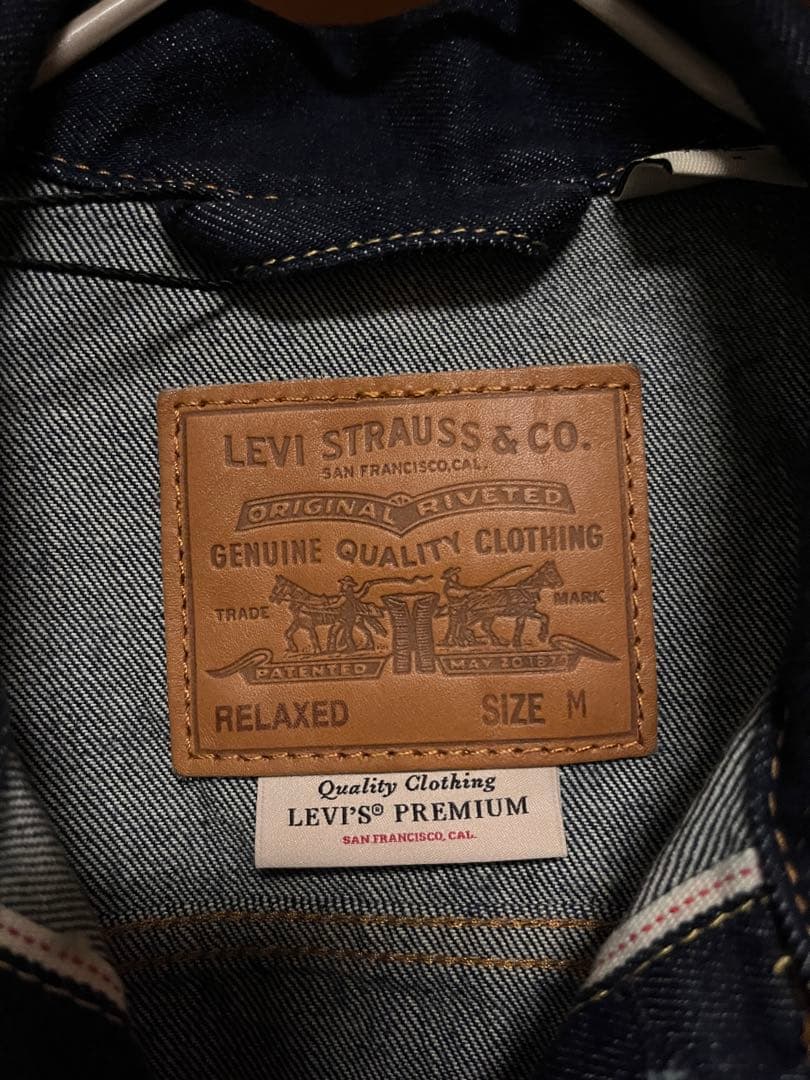 LEVI STRAUSS & CO.
SAN FRANCISCO, CAL.
ORIGINAL RIVETED
GENUINE QUALITY CLOTHING
TRADE MARK
PATENTED MAY 20 1873
RELAXED SIZE M
Quality Clothing
LEVI'S® PREMIUM
SAN FRANCISCO, CAL.